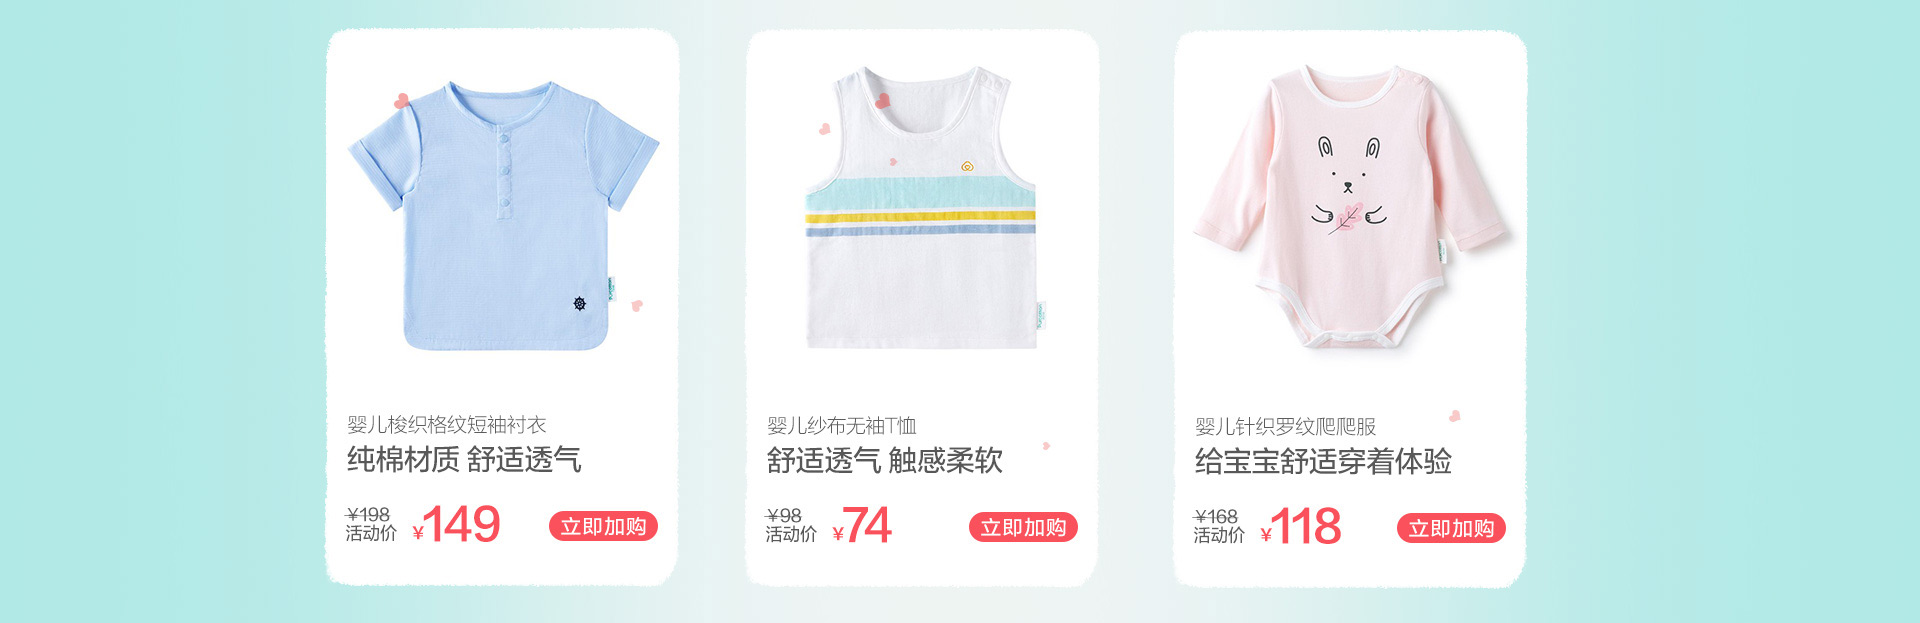 婴儿梭织格纹短袖衬衣
纯棉材质 舒适透气
¥198
活动价 ¥149
立即加购
婴儿纱布无袖T恤
舒适透气 触感柔软
¥98
活动价 ¥74
立即加购
婴儿针织罗纹爬爬服
给宝宝舒适穿着体验
¥168
活动价 ¥118
立即加购